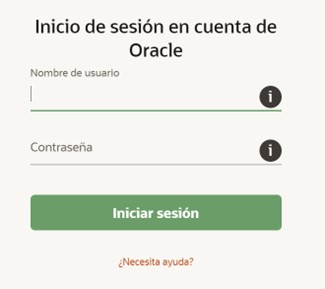 Inicio de sesión en cuenta de
Oracle
Nombre de usuario
i
Contraseña
i
Iniciar sesión
¿Necesita ayuda?